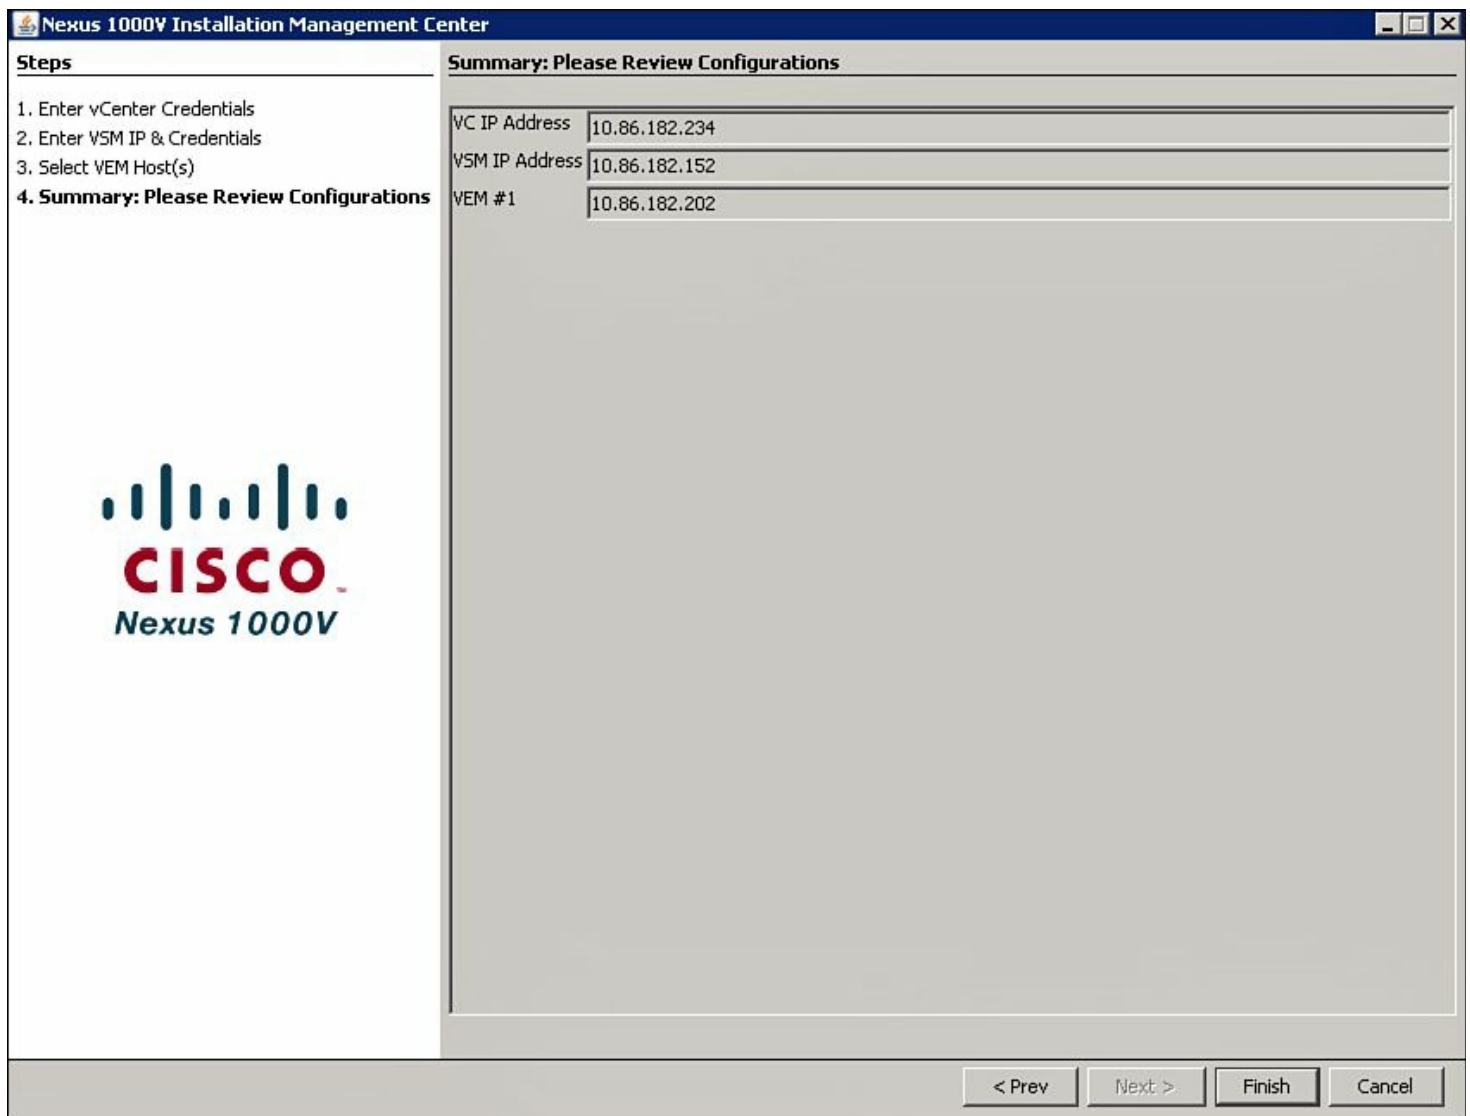 Nexus 1000V Installation Management Center
Steps
1. Enter vCenter Credentials
2. Enter VSM IP & Credentials
3. Select VEM Host(s)
4. Summary: Please Review Configurations
CISCO
Nexus 1000V
Summary: Please Review Configurations
VC IP Address 10.86.182.234
VSM IP Address 10.86.182.152
VEM #1 10.86.182.202
< Prev Next > Finish Cancel